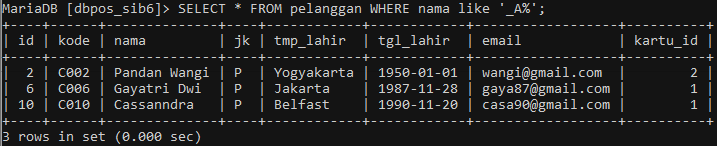 MariaDB [dbpos_sib6]> SELECT * FROM pelanggan WHERE nama like '_A%';
+----+------+--------------+----+------------+------------+------------------+----------+
| id | kode | nama         | jk | tmp_lahir  | tgl_lahir  | email            | kartu_id |
+----+------+--------------+----+------------+------------+------------------+----------+
|  2 | C002 | Pandan Wangi | P  | Yogyakarta | 1950-01-01 | wangi@gmail.com  |        2 |
|  6 | C006 | Gayatri Dwi  | P  | Jakarta    | 1987-11-28 | gaya87@gmail.com |        1 |
| 10 | C010 | Cassanndra   | P  | Belfast    | 1990-11-20 | casa90@gmail.com |        1 |
+----+------+--------------+----+------------+------------+------------------+----------+
3 rows in set (0.000 sec)